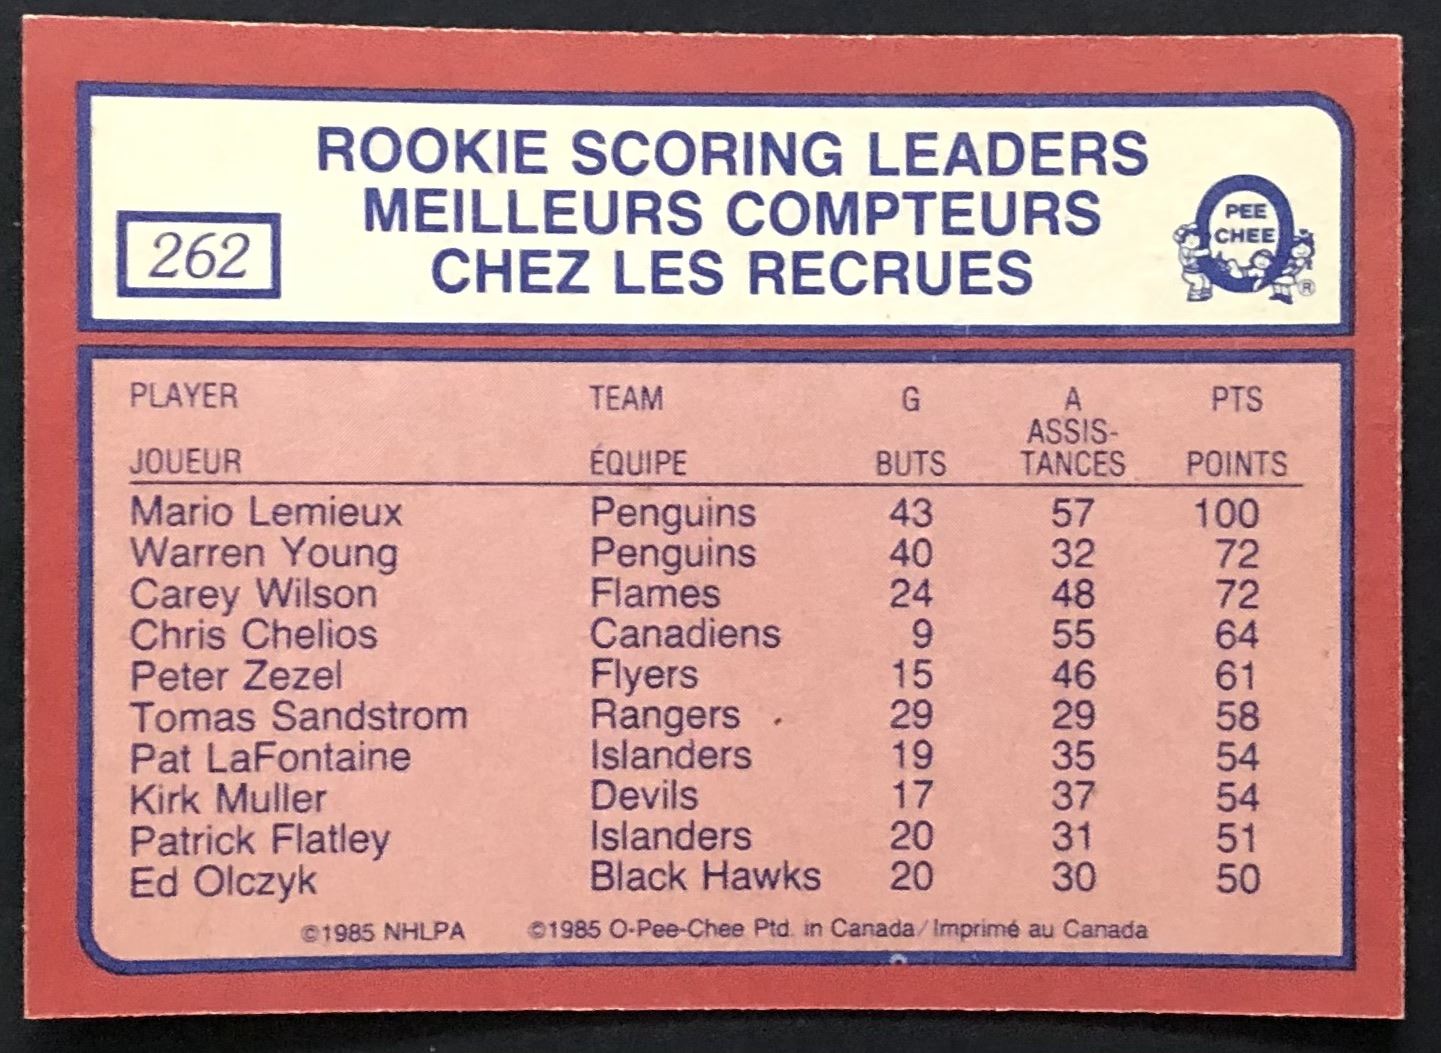 ROOKIE SCORING LEADERS
MEILLEURS COMPTEURS
CHEZ LES RECRUES
262
PEE
CHEE
®
PLAYER TEAM G A PTS
ASSIS-
JOUEUR ÉQUIPE BUTS TANCES POINTS
Mario Lemieux Penguins 43 57 100
Warren Young Penguins 40 32 72
Carey Wilson Flames 24 48 72
Chris Chelios Canadiens 9 55 64
Peter Zezel Flyers 15 46 61
Tomas Sandstrom Rangers 29 29 58
Pat LaFontaine Islanders 19 35 54
Kirk Muller Devils 17 37 54
Patrick Flatley Islanders 20 31 51
Ed Olczyk Black Hawks 20 30 50
©1985 NHLPA ©1985 O-Pee-Chee Ptd. in Canada/Imprimé au Canada